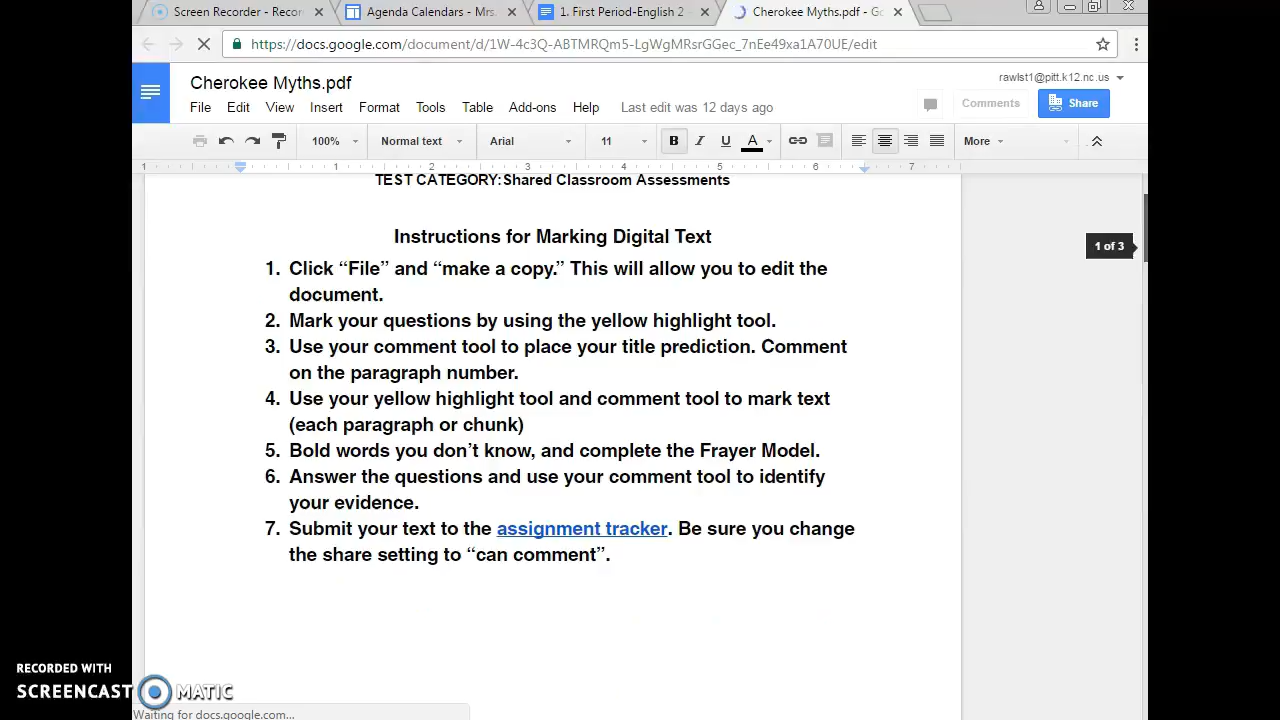 Screen Recorder - Recor
Agenda Calendars - Mrs.
1. First Period-English 2 -
Cherokee Myths.pdf - Go
https://docs.google.com/document/d/1W-4c3Q-ABTMRQm5-LgWgMRsrGGec_7nEe49xa1A70UE/edit
Cherokee Myths.pdf
rawlst1@pitt.k12.nc.us
File Edit View Insert Format Tools Table Add-ons Help Last edit was 12 days ago
Comments
Share
100% Normal text Arial 11 B I U A More
1 1 2 3 4 5 6 7
TEST CATEGORY:Shared Classroom Assessments
Instructions for Marking Digital Text
1 of 3
1. Click “File” and “make a copy.” This will allow you to edit the
document.
2. Mark your questions by using the yellow highlight tool.
3. Use your comment tool to place your title prediction. Comment
on the paragraph number.
4. Use your yellow highlight tool and comment tool to mark text
(each paragraph or chunk)
5. Bold words you don’t know, and complete the Frayer Model.
6. Answer the questions and use your comment tool to identify
your evidence.
7. Submit your text to the assignment tracker. Be sure you change
the share setting to “can comment”.
RECORDED WITH
SCREENCAST MATIC
Waiting for docs.google.com...